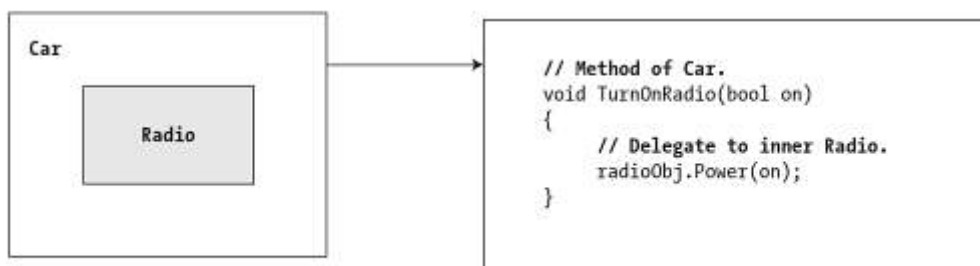 Car
Radio
// Method of Car.
void TurnOnRadio(bool on)
{
// Delegate to inner Radio.
radioObj.Power(on);
}